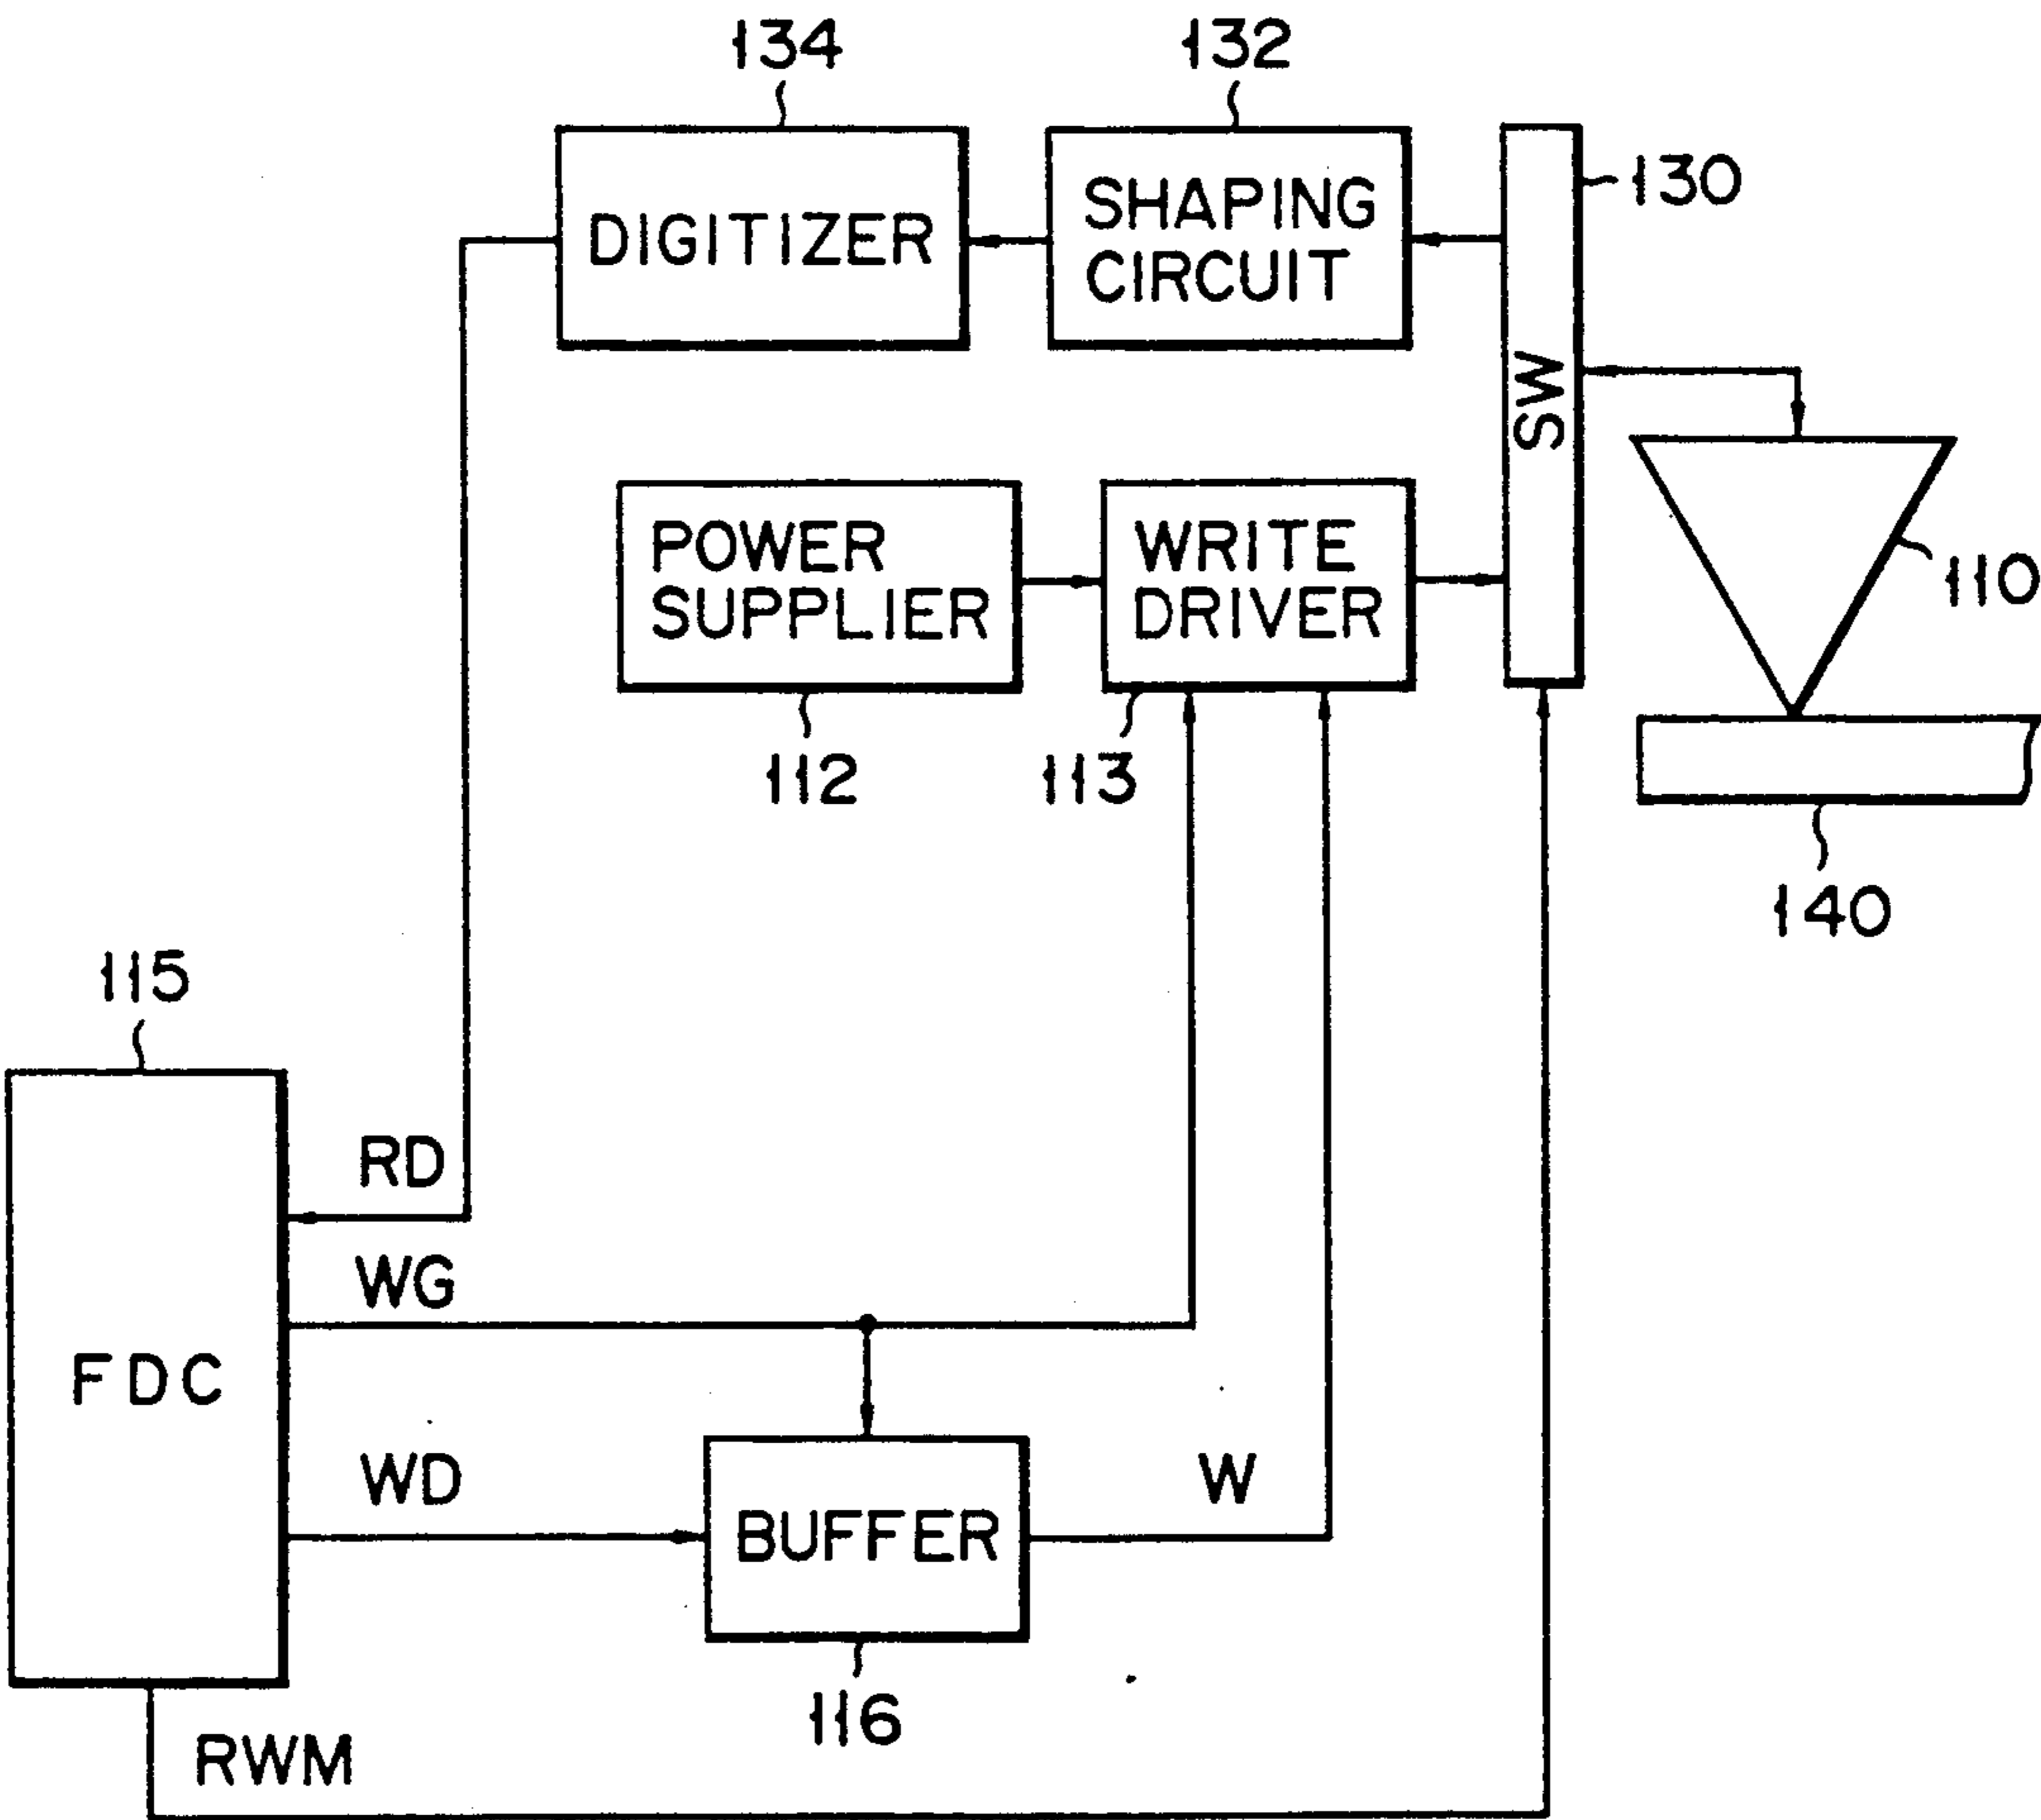 134
132
130
DIGITIZER
SHAPING
CIRCUIT
SW
POWER
SUPPLIER
WRITE
DRIVER
110
112
113
140
115
RD
WG
FDC
WD
BUFFER
W
116
RWM